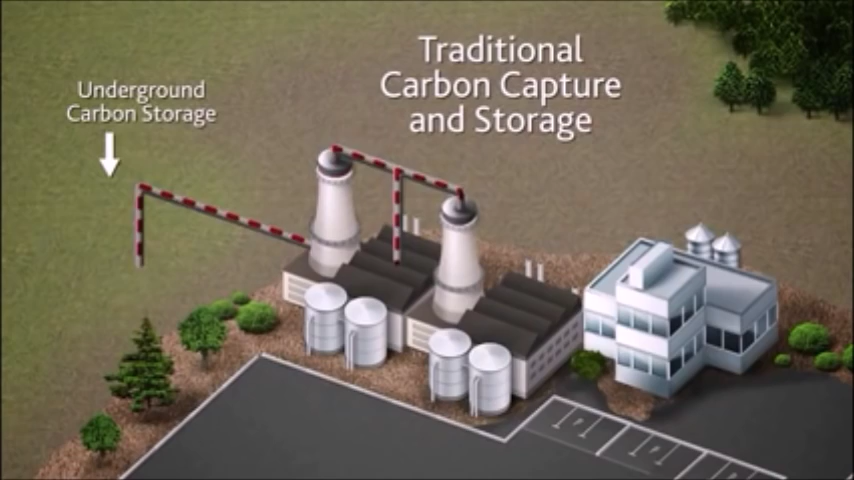 Traditional
Carbon Capture
and Storage
Underground
Carbon Storage